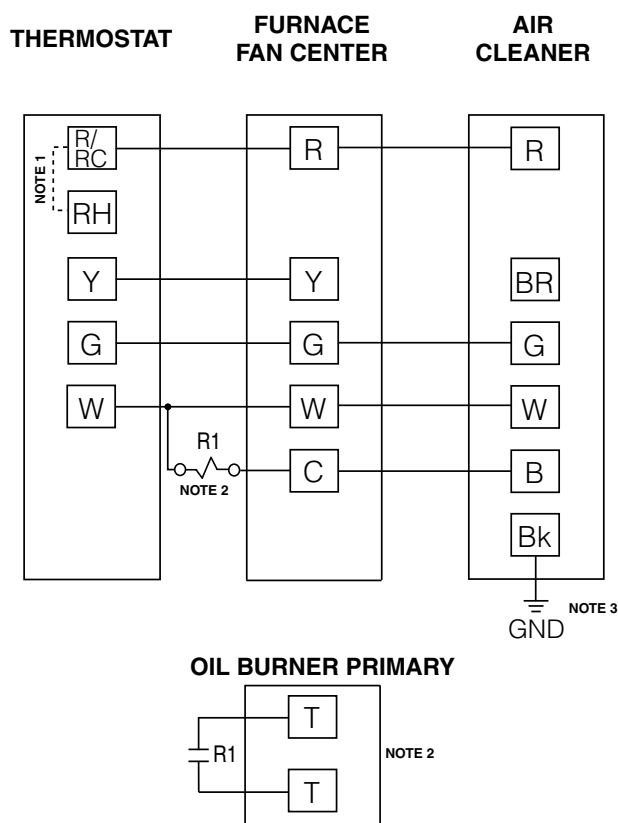 THERMOSTAT
FURNACE
FAN CENTER
AIR
CLEANER
R/
RC
R
R
NOTE 1
RH
Y
Y
BR
G
G
G
W
W
W
R1
NOTE 2
C
B
Bk
GND
NOTE 3
OIL BURNER PRIMARY
T
R1
NOTE 2
T